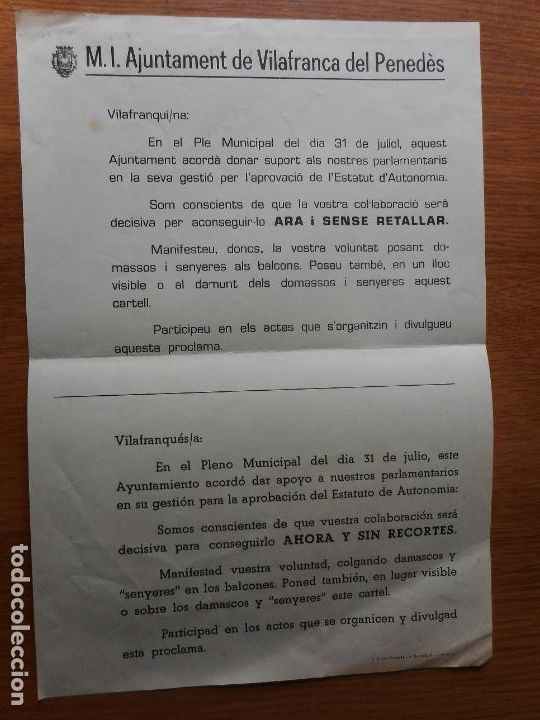 M. I. Ajuntament de Vilafranca del Penedès
Vilafranquí/na:
En el Ple Municipal del dia 31 de juliol, aquest
Ajuntament acordà donar suport als nostres parlamentaris
en la seva gestió per l'aprovació de l'Estatut d'Autonomia.
Som conscients de que la vostra col·laboració serà
decisiva per aconseguir-lo ARA i SENSE RETALLAR.
Manifesteu, doncs, la vostra voluntat posant do-
massos i senyeres als balcons. Poseu també, en un lloc
visible o al damunt dels domassos i senyeres aquest
cartell.
Participeu en els actes que s'organitzin i divulgueu
aquesta proclama.
Vilafranqués/a:
En el Pleno Municipal del dia 31 de julio, este
Ayuntamiento acordó dar apoyo a nuestros parlamentarios
en su gestión para la aprobación del Estatuto de Autonomia:
Somos conscientes de que vuestra colaboración será
decisiva para conseguirlo AHORA Y SIN RECORTES.
Manifestad vuestra voluntad, colgando damascos y
"senyeres" en los balcones. Poned también, en lugar visible
o sobre los damascos y "senyeres" este cartel.
Participad en los actos que se organicen y divulgad
esta proclama.
todocoleccion